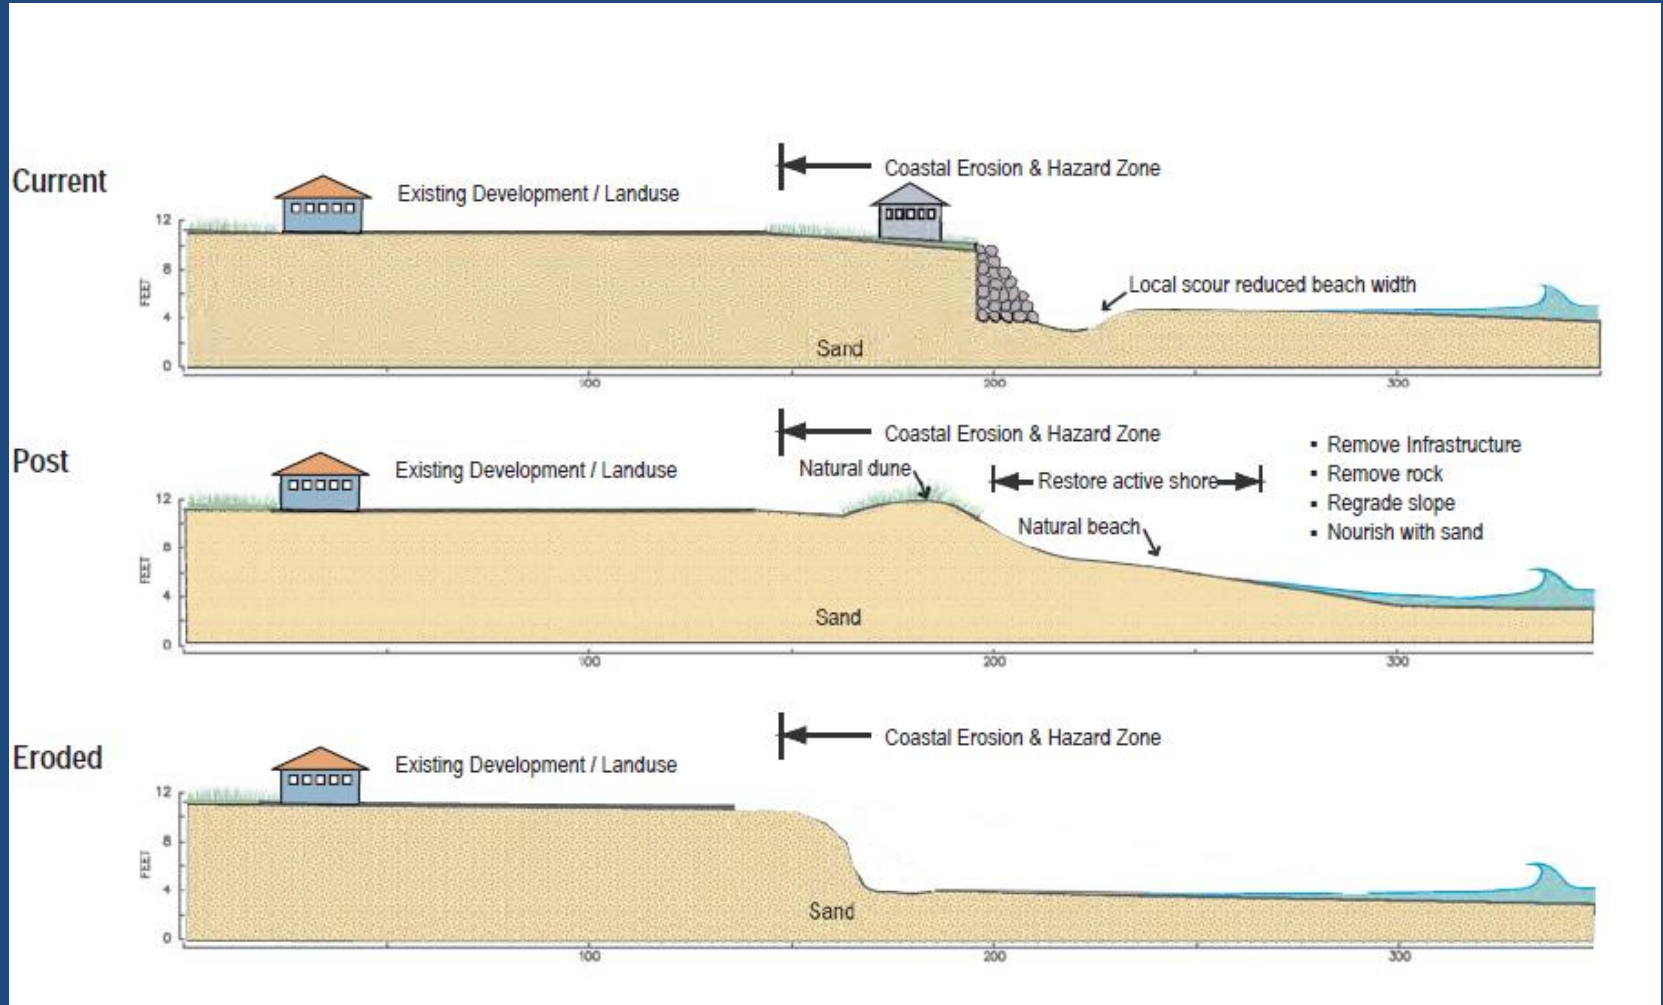 Current
Coastal Erosion & Hazard Zone
Existing Development / Landuse
Local scour reduced beach width
Sand
FEET
12
8
4
0
100
200
300
Post
Coastal Erosion & Hazard Zone
Existing Development / Landuse
Natural dune
Restore active shore
Natural beach
▪ Remove Infrastructure
▪ Remove rock
▪ Regrade slope
▪ Nourish with sand
Sand
FEET
12
8
4
0
100
200
300
Eroded
Coastal Erosion & Hazard Zone
Existing Development / Landuse
Sand
FEET
12
8
4
0
100
200
300